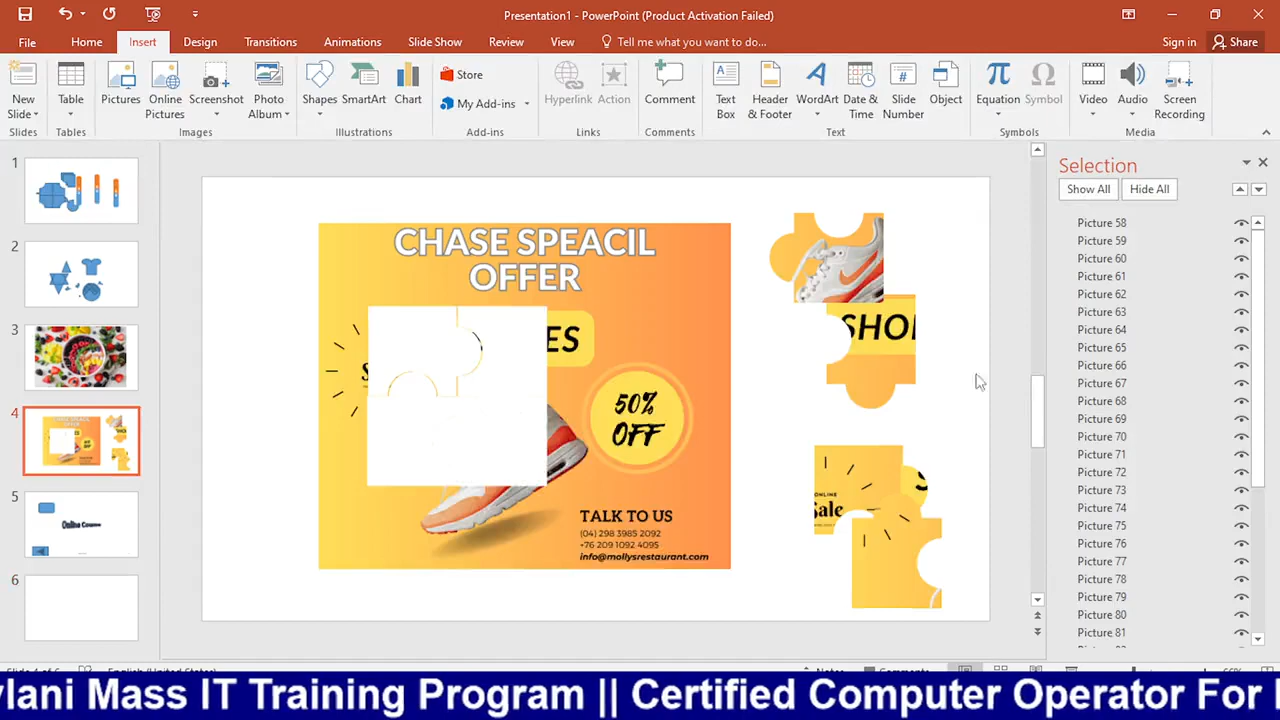 Presentation1 - PowerPoint (Product Activation Failed)
File Home Insert Design Transitions Animations Slide Show Review View Tell me what you want to do... Sign in Share
New Slide Table Pictures Online Pictures Screenshot Photo Album Shapes SmartArt Chart Store My Add-ins Hyperlink Action Comment Text Box Header & Footer WordArt Date & Time Slide Number Object Equation Symbol Video Audio Screen Recording
Slides Tables Images Illustrations Add-ins Links Comments Text Symbols Media
1
2
3
4
5
Online Course
6
CHASE SPEACIL
OFFER
ES
50%
OFF
TALK TO US
(04) 298 3985 2092
+76 209 1092 4095
info@mollysrestaurant.com
SHO
ONLINE
Sale
S
Selection
Show All Hide All
Picture 58
Picture 59
Picture 60
Picture 61
Picture 62
Picture 63
Picture 64
Picture 65
Picture 66
Picture 67
Picture 68
Picture 69
Picture 70
Picture 71
Picture 72
Picture 73
Picture 74
Picture 75
Picture 76
Picture 77
Picture 78
Picture 79
Picture 80
Picture 81
ylani Mass IT Training Program || Certified Computer Operator For